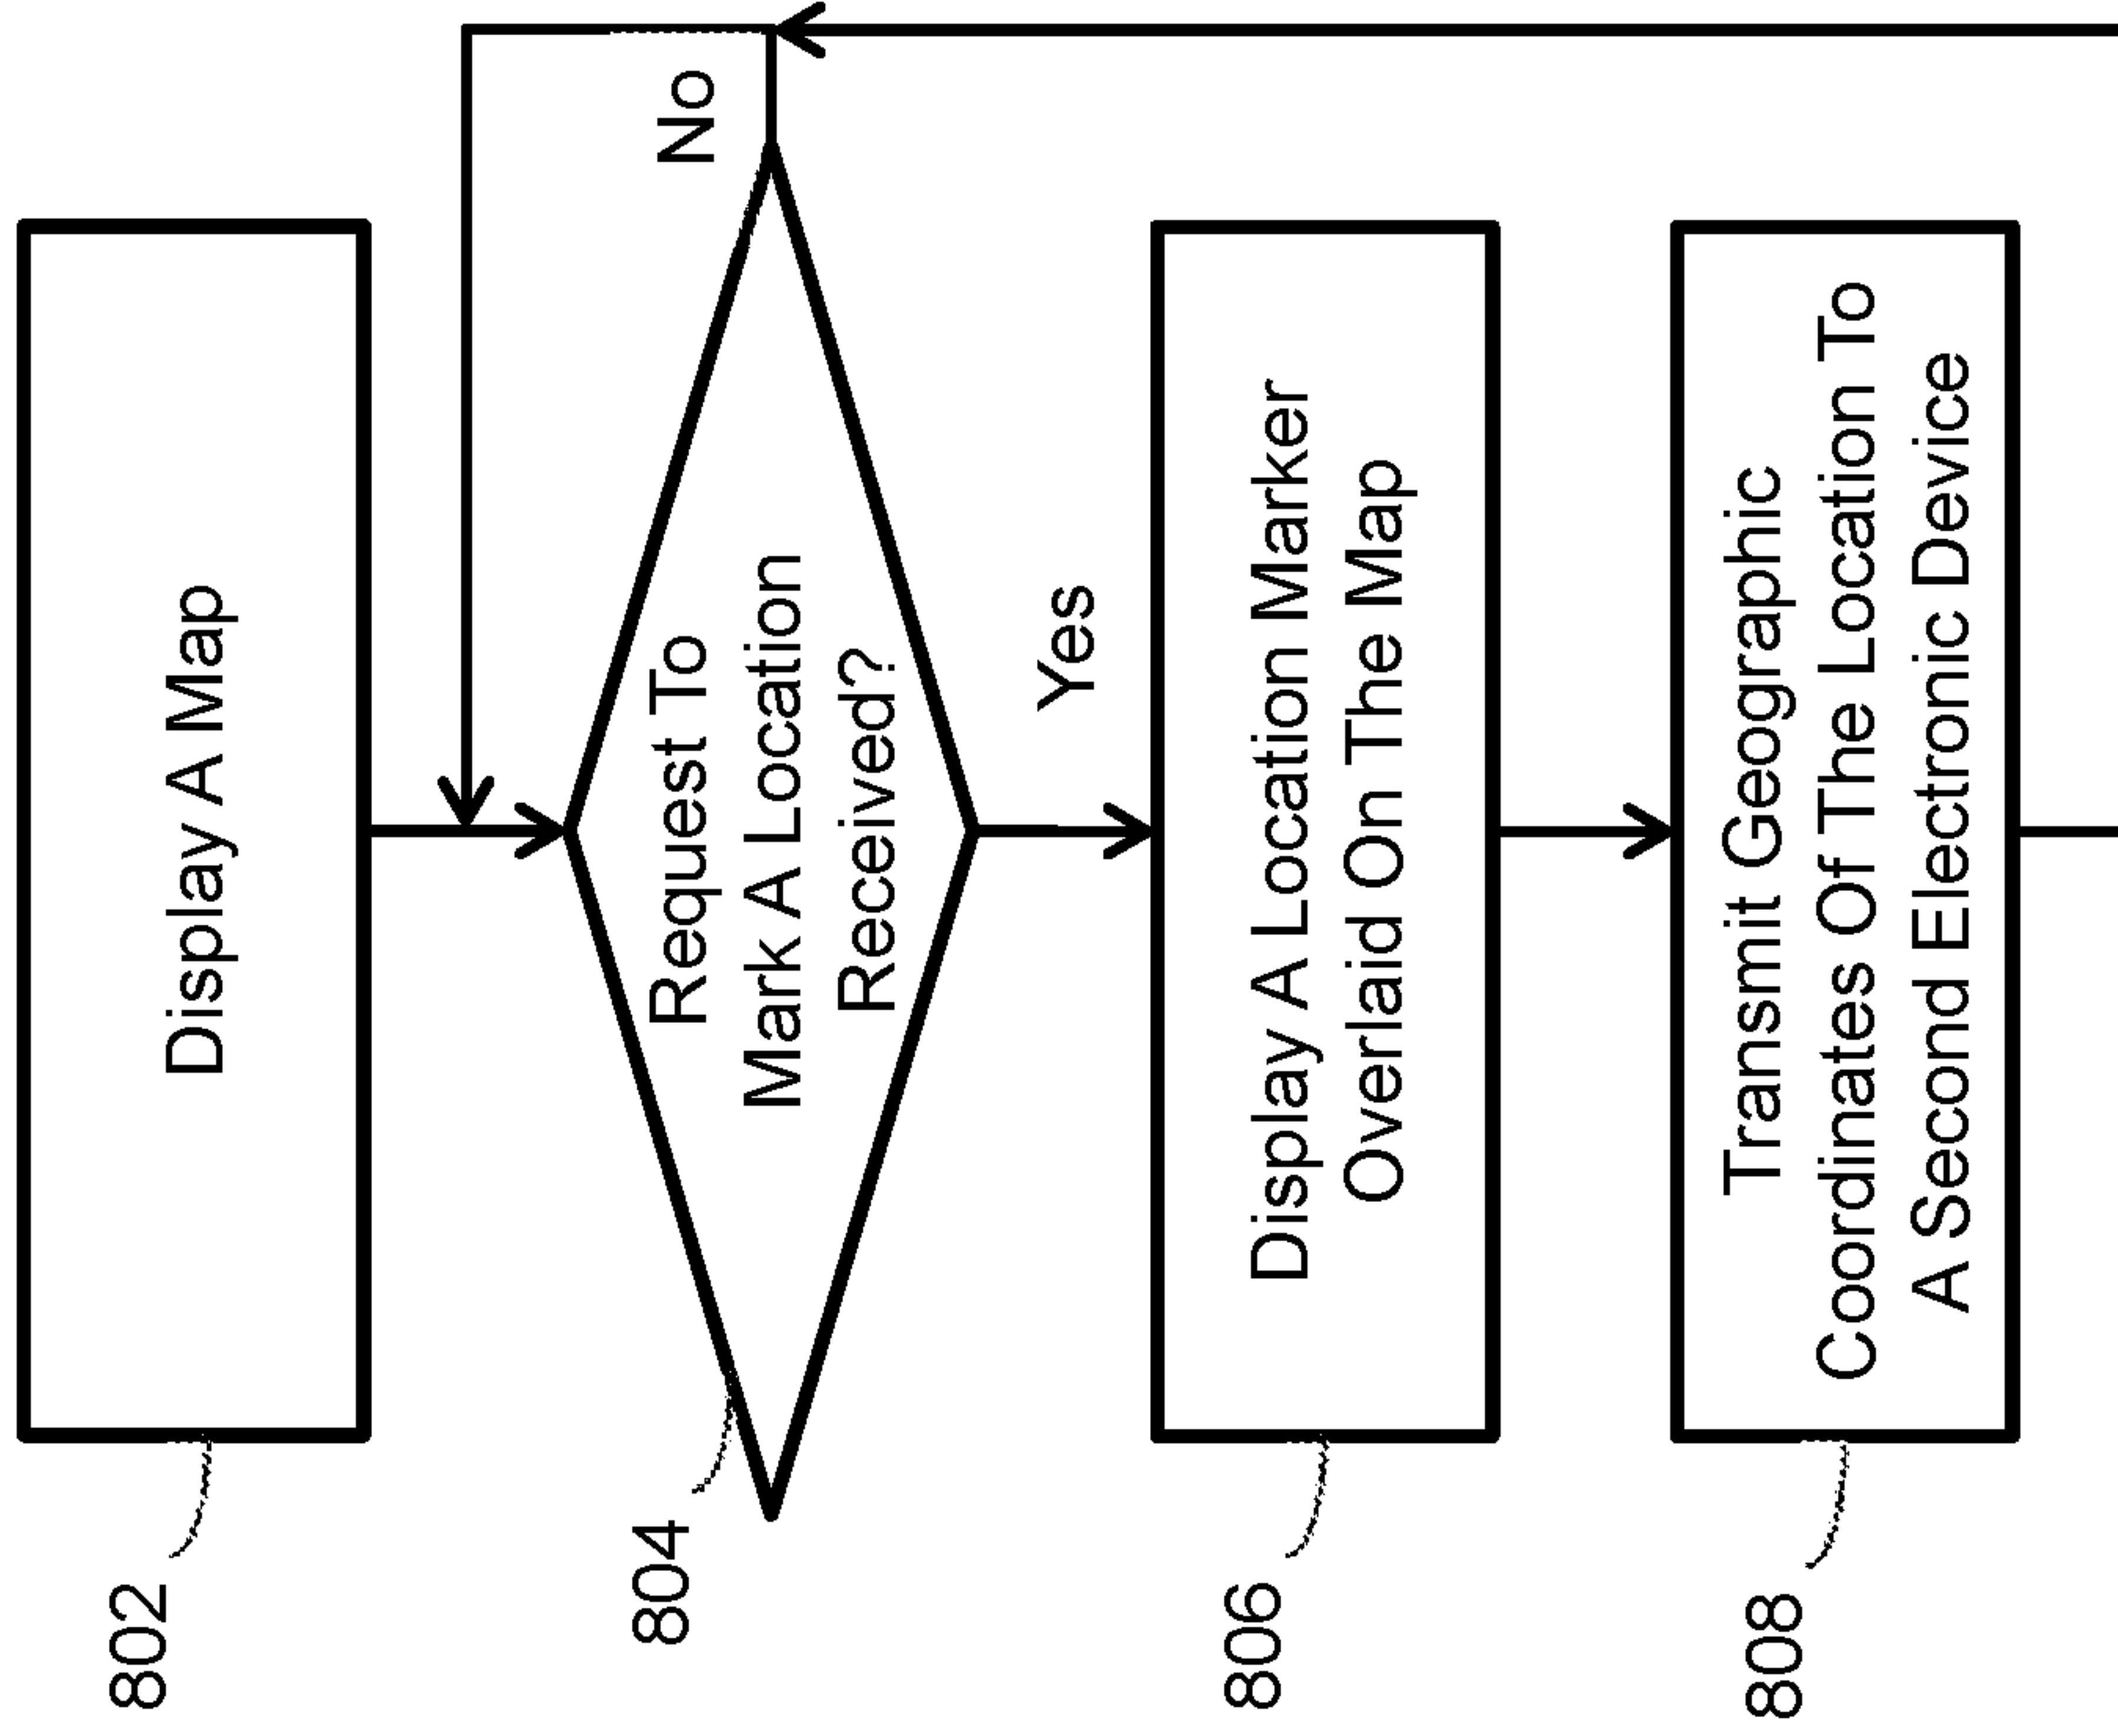 802
Display A Map
804
Request To
Mark A Location
Received?
No
Yes
806
Display A Location Marker
Overlaid On The Map
808
Transmit Geographic
Coordinates Of The Location To
A Second Electronic Device